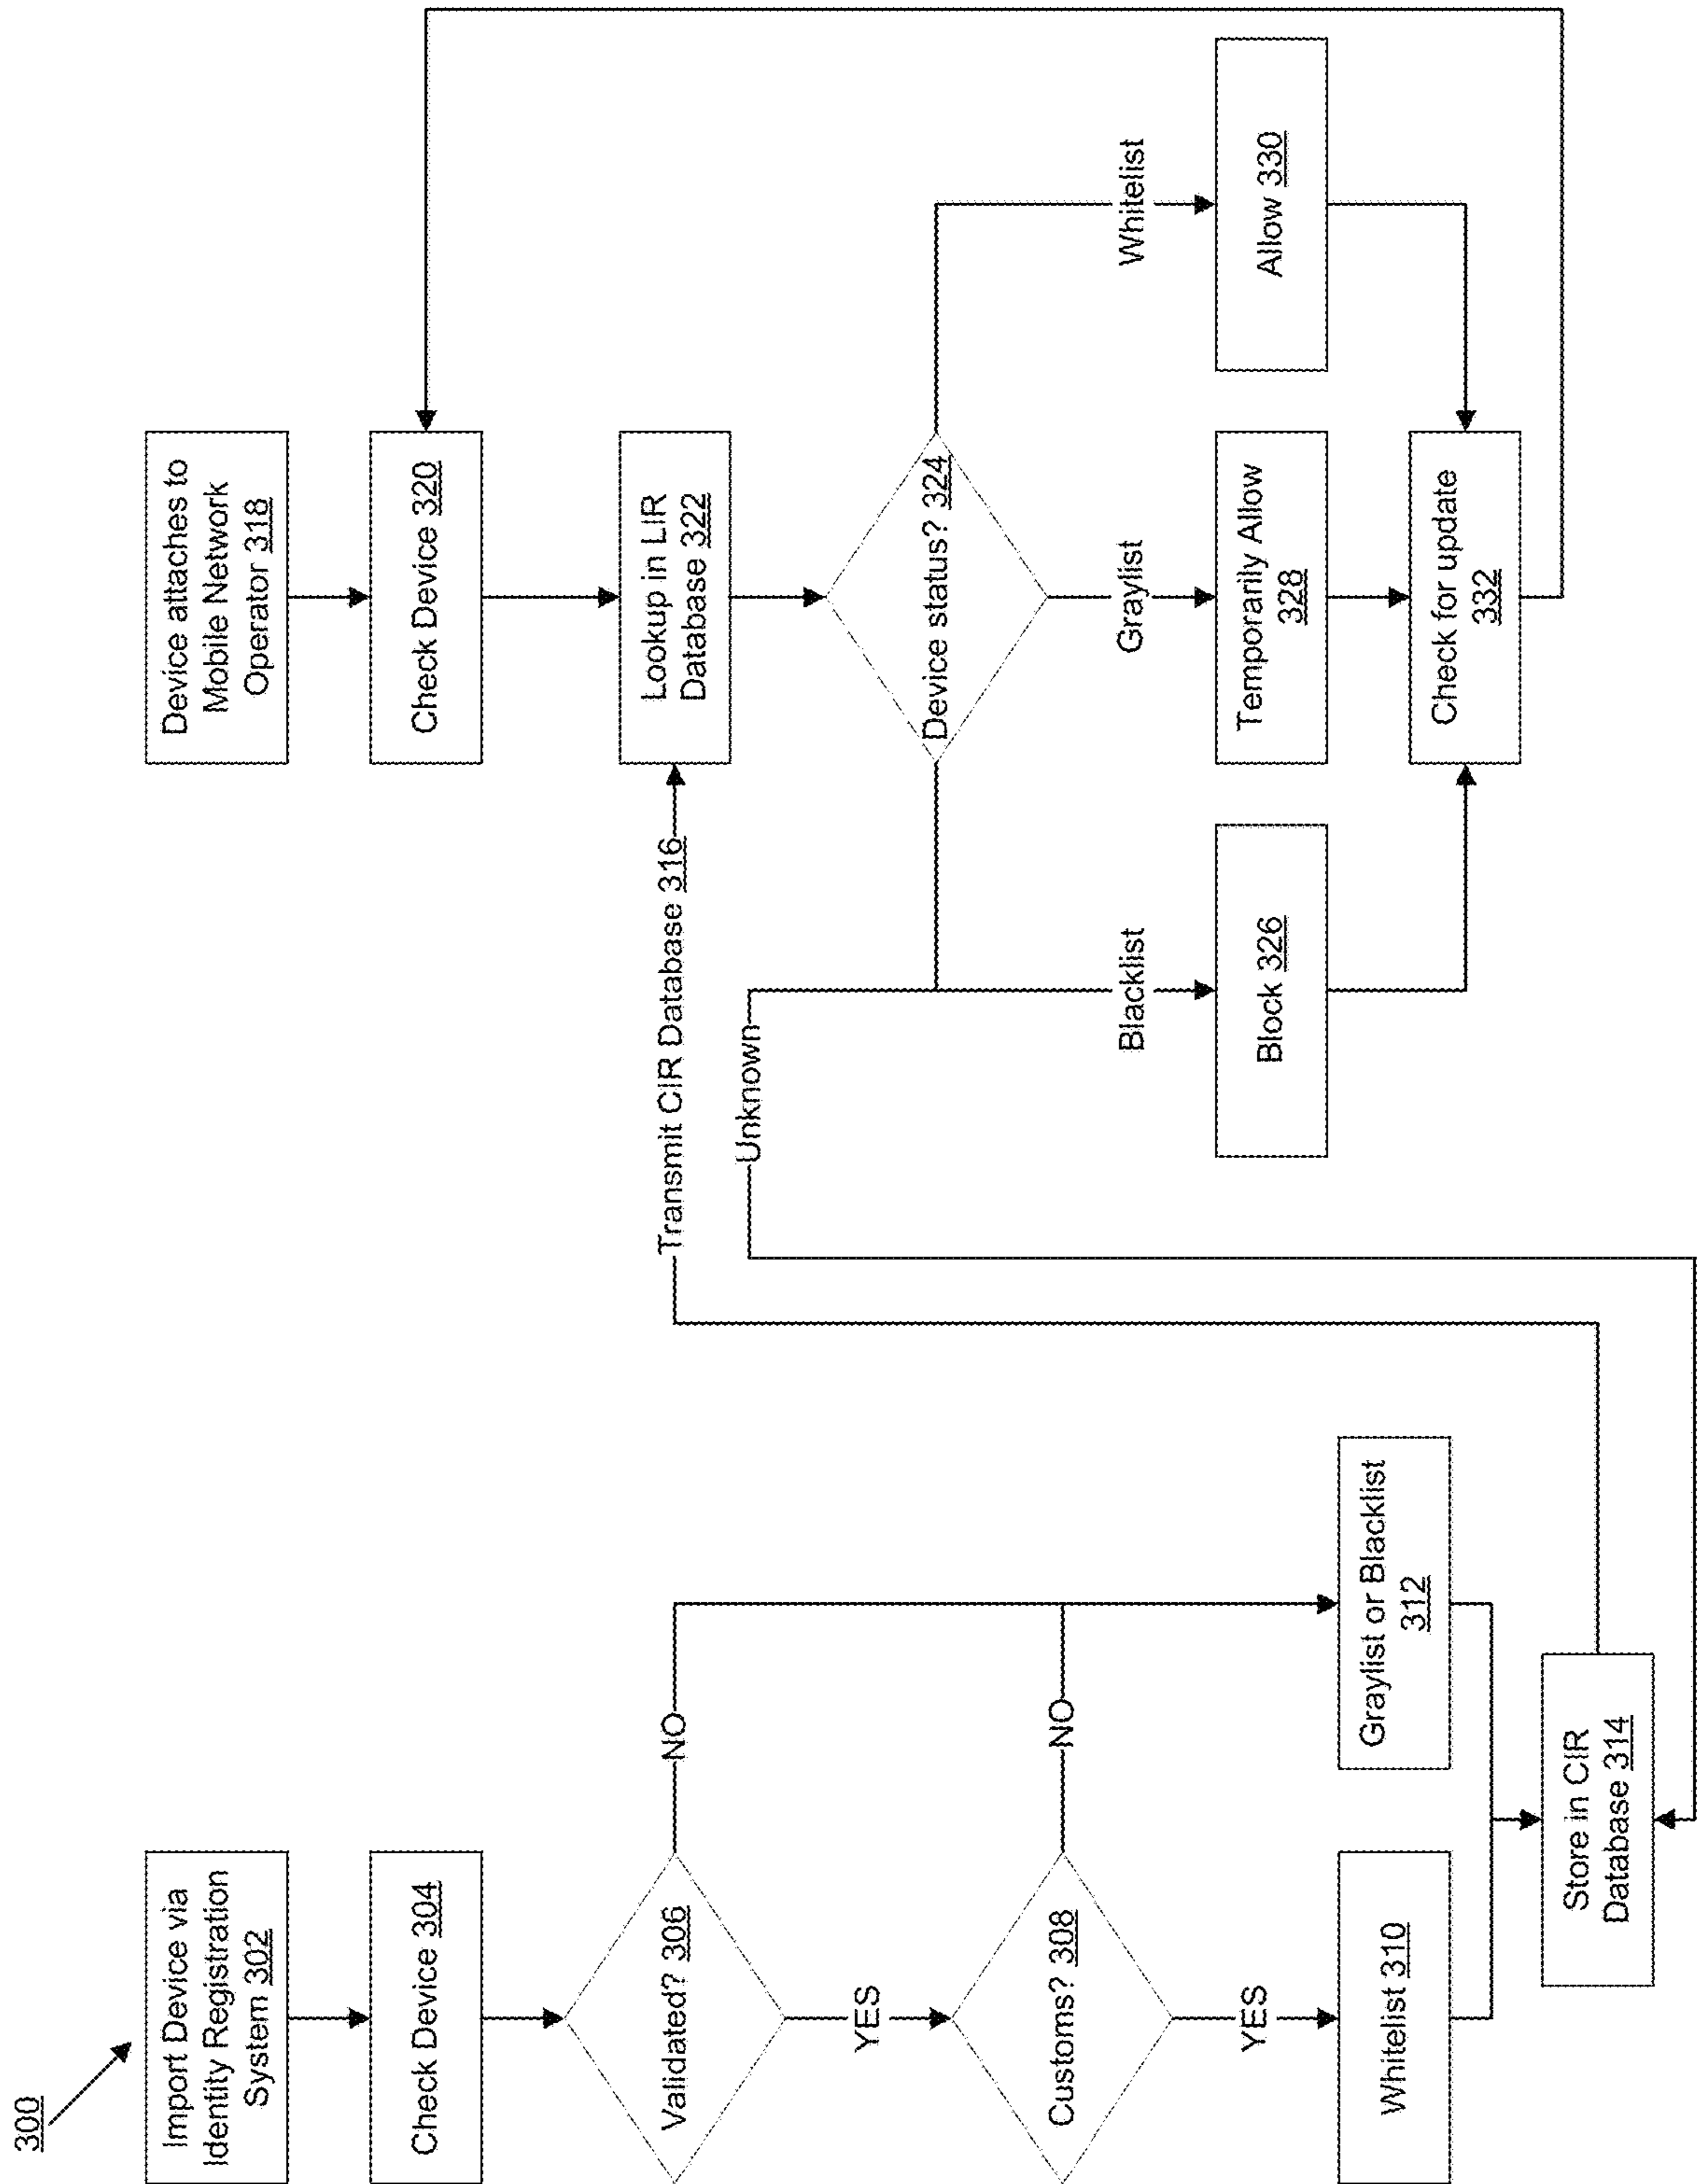 300
Import Device via
Identity Registration
System 302
Check Device 304
Validated? 306
NO
YES
Customs? 308
NO
YES
Whitelist 310
Graylist or Blacklist
312
Store in CIR
Database 314
Transmit CIR Database 316
Unknown
Device attaches to
Mobile Network
Operator 318
Check Device 320
Lookup in LIR
Database 322
Device status? 324
Blacklist
Graylist
Whitelist
Block 326
Temporarily Allow
328
Allow 330
Check for update
332